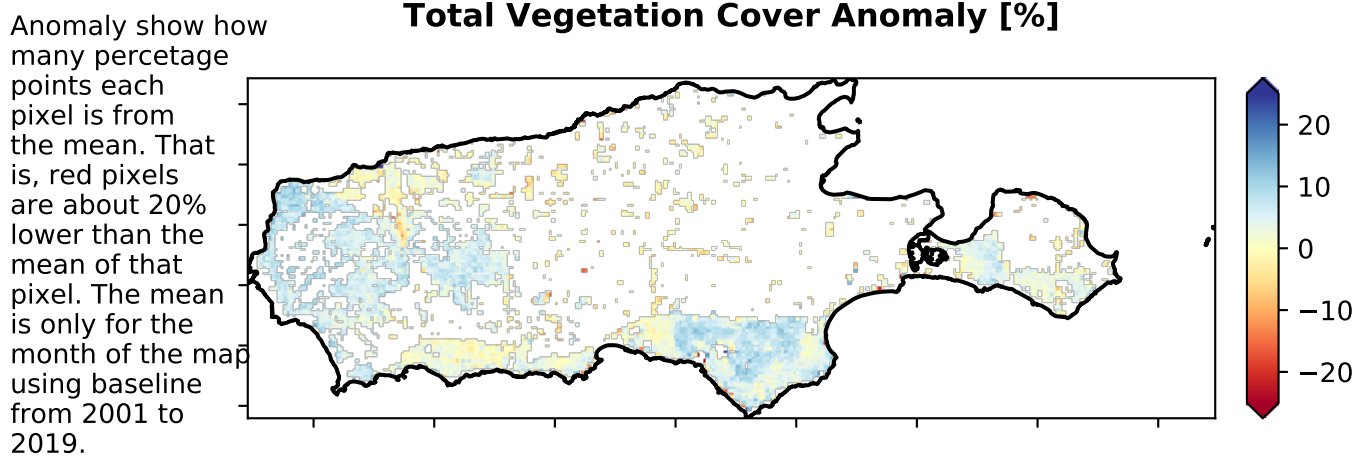 Total Vegetation Cover Anomaly [%]
Anomaly show how
many percetage
points each
pixel is from
the mean. That
is, red pixels
are about 20%
lower than the
mean of that
pixel. The mean
is only for the
month of the map
using baseline
from 2001 to
2019.
20
10
0
−10
−20